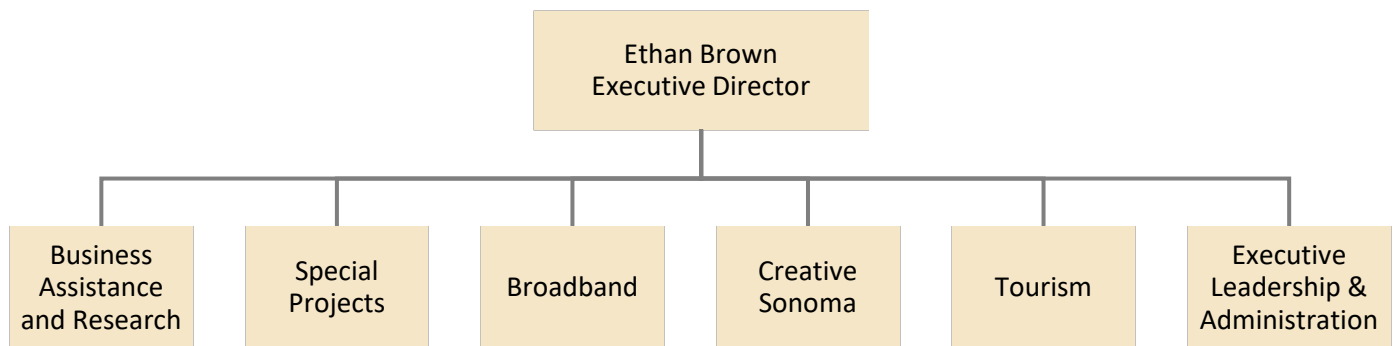 Ethan Brown
Executive Director
Business
Assistance
and Research
Special
Projects
Broadband
Creative
Sonoma
Tourism
Executive
Leadership &
Administration